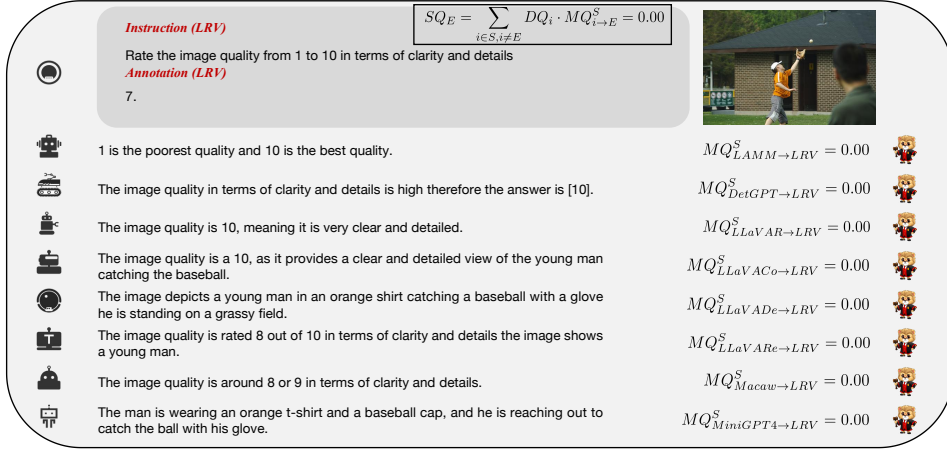 Instruction (LRV)
SQ_E = \sum_{i \in S, i \neq E} DQ_i \cdot MQ^S_{i \to E} = 0.00
Rate the image quality from 1 to 10 in terms of clarity and details
Annotation (LRV)
7.
1 is the poorest quality and 10 is the best quality.
MQ^S_{LAMM→LRV} = 0.00
The image quality in terms of clarity and details is high therefore the answer is [10].
MQ^S_{DetGPT→LRV} = 0.00
The image quality is 10, meaning it is very clear and detailed.
MQ^S_{LLaVAR→LRV} = 0.00
The image quality is a 10, as it provides a clear and detailed view of the young man
catching the baseball.
MQ^S_{LLaVACo→LRV} = 0.00
The image depicts a young man in an orange shirt catching a baseball with a glove
he is standing on a grassy field.
MQ^S_{LLaVADe→LRV} = 0.00
The image quality is rated 8 out of 10 in terms of clarity and details the image shows
a young man.
MQ^S_{LLaVARe→LRV} = 0.00
T
The image quality is around 8 or 9 in terms of clarity and details.
MQ^S_{Macaw→LRV} = 0.00
The man is wearing an orange t-shirt and a baseball cap, and he is reaching out to
catch the ball with his glove.
MQ^S_{MiniGPT4→LRV} = 0.00